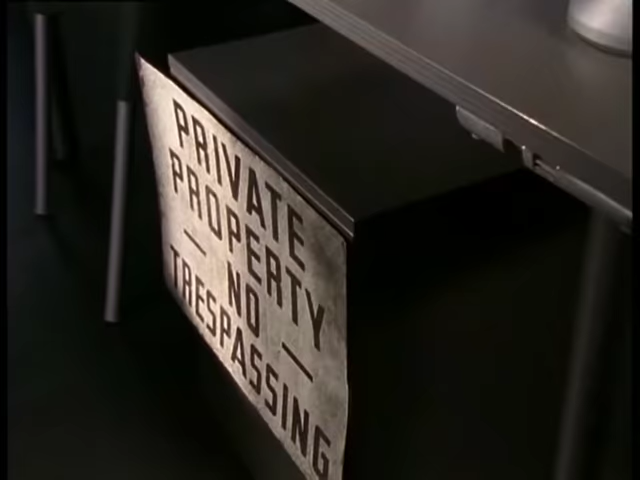 PRIVATE
PROPERTY
— NO —
TRESPASSING